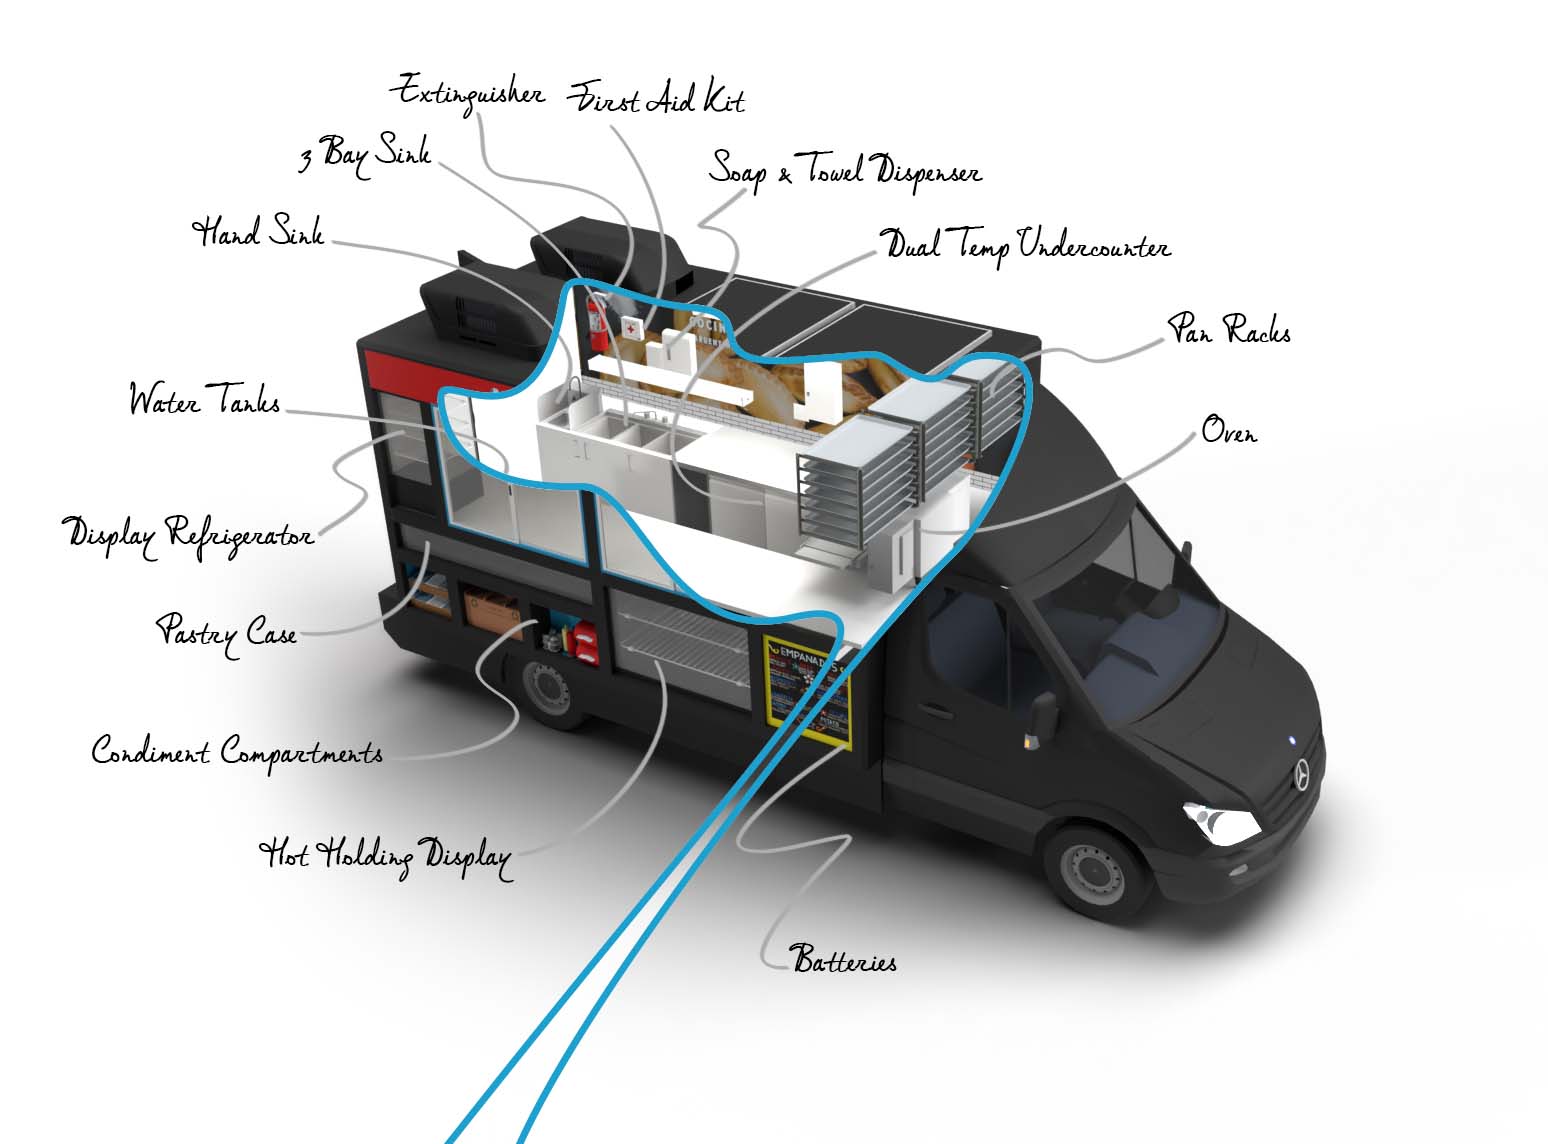 Extinguisher
First Aid Kit
3 Bay Sink
Soap & Towel Dispenser
Hand Sink
Dual Temp Undercounter
Pan Racks
Water Tanks
Oven
Display Refrigerator
Pastry Case
EMPANADAS
Condiment Compartments
Hot Holding Display
Batteries